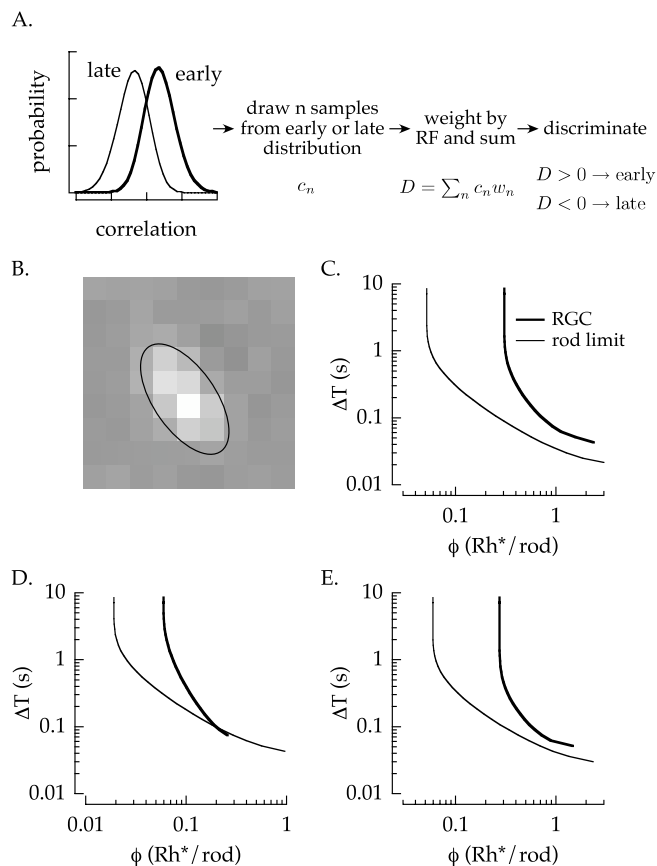 A.
late
early
probability
correlation
draw n samples
from early or late
distribution
c_n
weight by
RF and sum
D = ∑_n c_n w_n
discriminate
D > 0 → early
D < 0 → late
B.
C.
10
1
0.1
0.01
ΔT (s)
RGC
rod limit
0.1
1
ϕ (Rh*/rod)
D.
10
1
0.1
0.01
ΔT (s)
0.01
0.1
1
ϕ (Rh*/rod)
E.
10
1
0.1
0.01
ΔT (s)
0.1
1
ϕ (Rh*/rod)